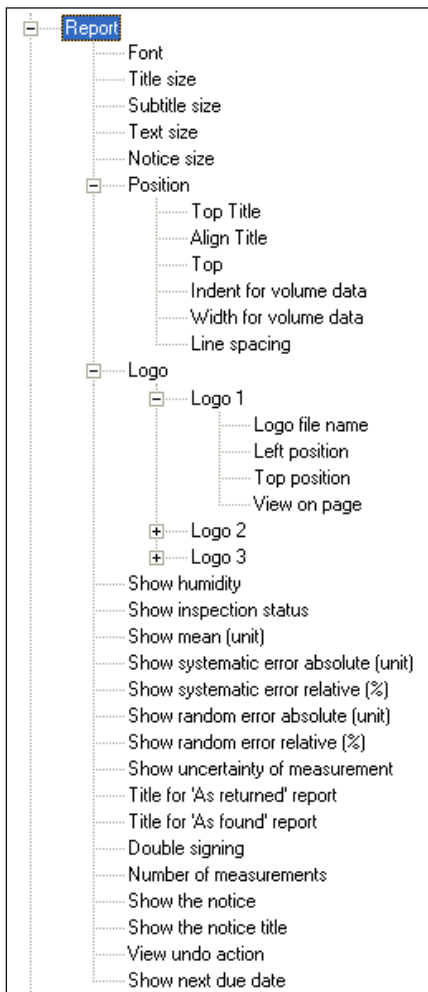 Report
Font
Title size
Subtitle size
Text size
Notice size
Position
Top Title
Align Title
Top
Indent for volume data
Width for volume data
Line spacing
Logo
Logo 1
Logo file name
Left position
Top position
View on page
Logo 2
Logo 3
Show humidity
Show inspection status
Show mean (unit)
Show systematic error absolute (unit)
Show systematic error relative (%)
Show random error absolute (unit)
Show random error relative (%)
Show uncertainty of measurement
Title for 'As returned' report
Title for 'As found' report
Double signing
Number of measurements
Show the notice
Show the notice title
View undo action
Show next due date